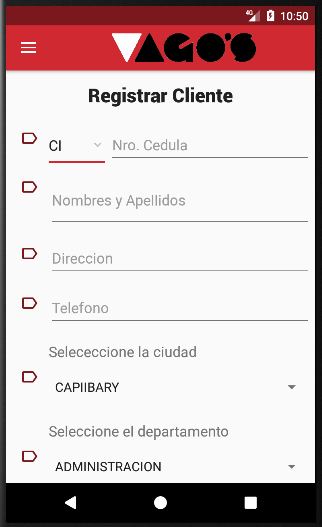 4G 10:50
VAGO'S
Registrar Cliente
CI Nro. Cedula
Nombres y Apellidos
Direccion
Telefono
Selececcione la ciudad
CAPIIBARY
Seleccione el departamento
ADMINISTRACION